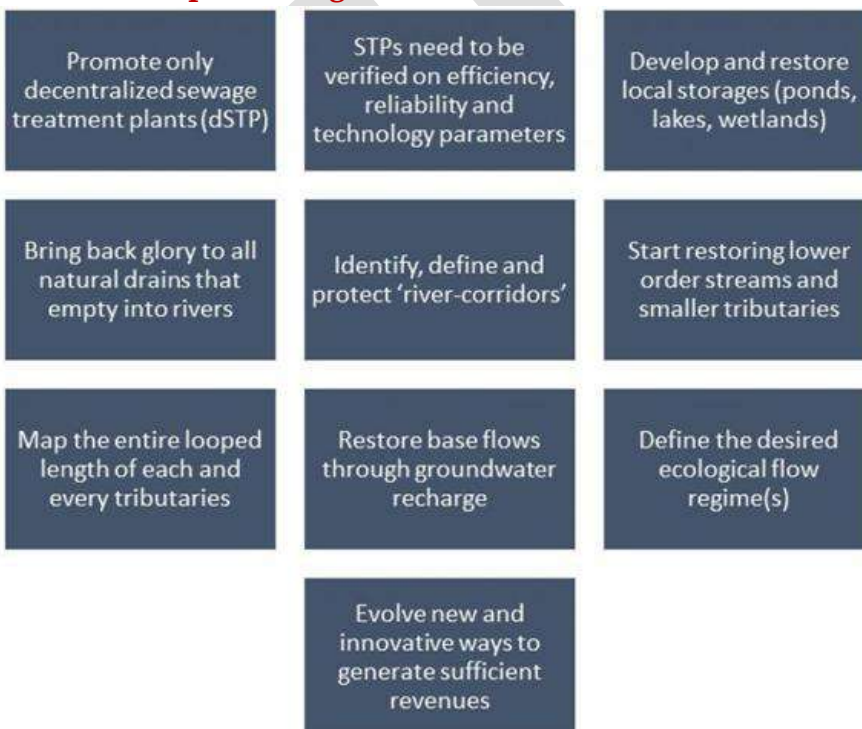 Promote only
decentralized sewage
treatment plants (dSTP)
STPs need to be
verified on efficiency,
reliability and
technology parameters
Develop and restore
local storages (ponds,
lakes, wetlands)
Bring back glory to all
natural drains that
empty into rivers
Identify, define and
protect ‘river-corridors’
Start restoring lower
order streams and
smaller tributaries
Map the entire looped
length of each and
every tributaries
Restore base flows
through groundwater
recharge
Define the desired
ecological flow
regime(s)
Evolve new and
innovative ways to
generate sufficient
revenues